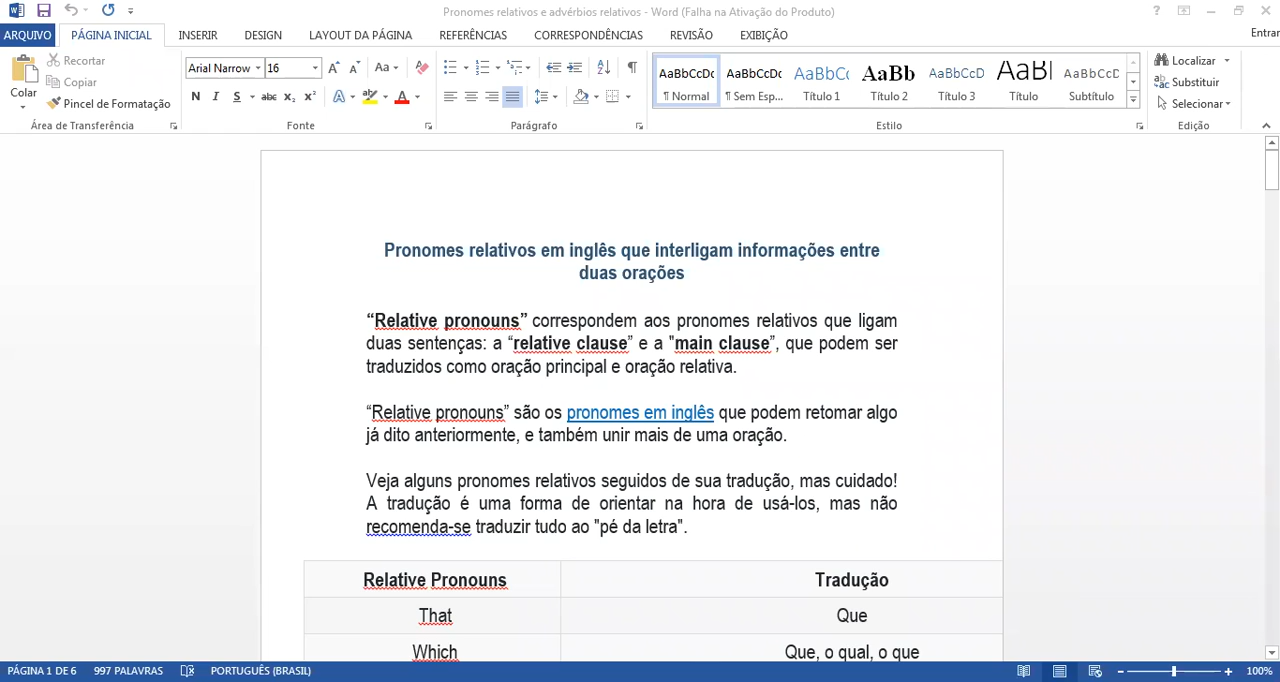 Pronomes relativos e advérbios relativos - Word (Falha na Ativação do Produto)
?
ARQUIVO PÁGINA INICIAL INSERIR DESIGN LAYOUT DA PÁGINA REFERÊNCIAS CORRESPONDÊNCIAS REVISÃO EXIBIÇÃO Entrar
Colar
Recortar
Copiar
Pincel de Formatação
Área de Transferência
Arial Narrow 16 A A Aa
N I S abc x₂ x² A aby A
Fonte
Parágrafo
AaBbCcDc AaBbCcDc AaBbCc AaBb AaBbCcD AaBl AaBbCcD
¶ Normal ¶ Sem Esp... Título 1 Título 2 Título 3 Título Subtítulo
Estilo
Localizar
Substituir
Selecionar
Edição
Pronomes relativos em inglês que interligam informações entre
duas orações
“Relative pronouns” correspondem aos pronomes relativos que ligam
duas sentenças: a “relative clause” e a "main clause”, que podem ser
traduzidos como oração principal e oração relativa.
“Relative pronouns” são os pronomes em inglês que podem retomar algo
já dito anteriormente, e também unir mais de uma oração.
Veja alguns pronomes relativos seguidos de sua tradução, mas cuidado!
A tradução é uma forma de orientar na hora de usá-los, mas não
recomenda-se traduzir tudo ao "pé da letra".
Relative Pronouns Tradução
That Que
Which Que, o qual, o que
PÁGINA 1 DE 6 997 PALAVRAS PORTUGUÊS (BRASIL) 100%